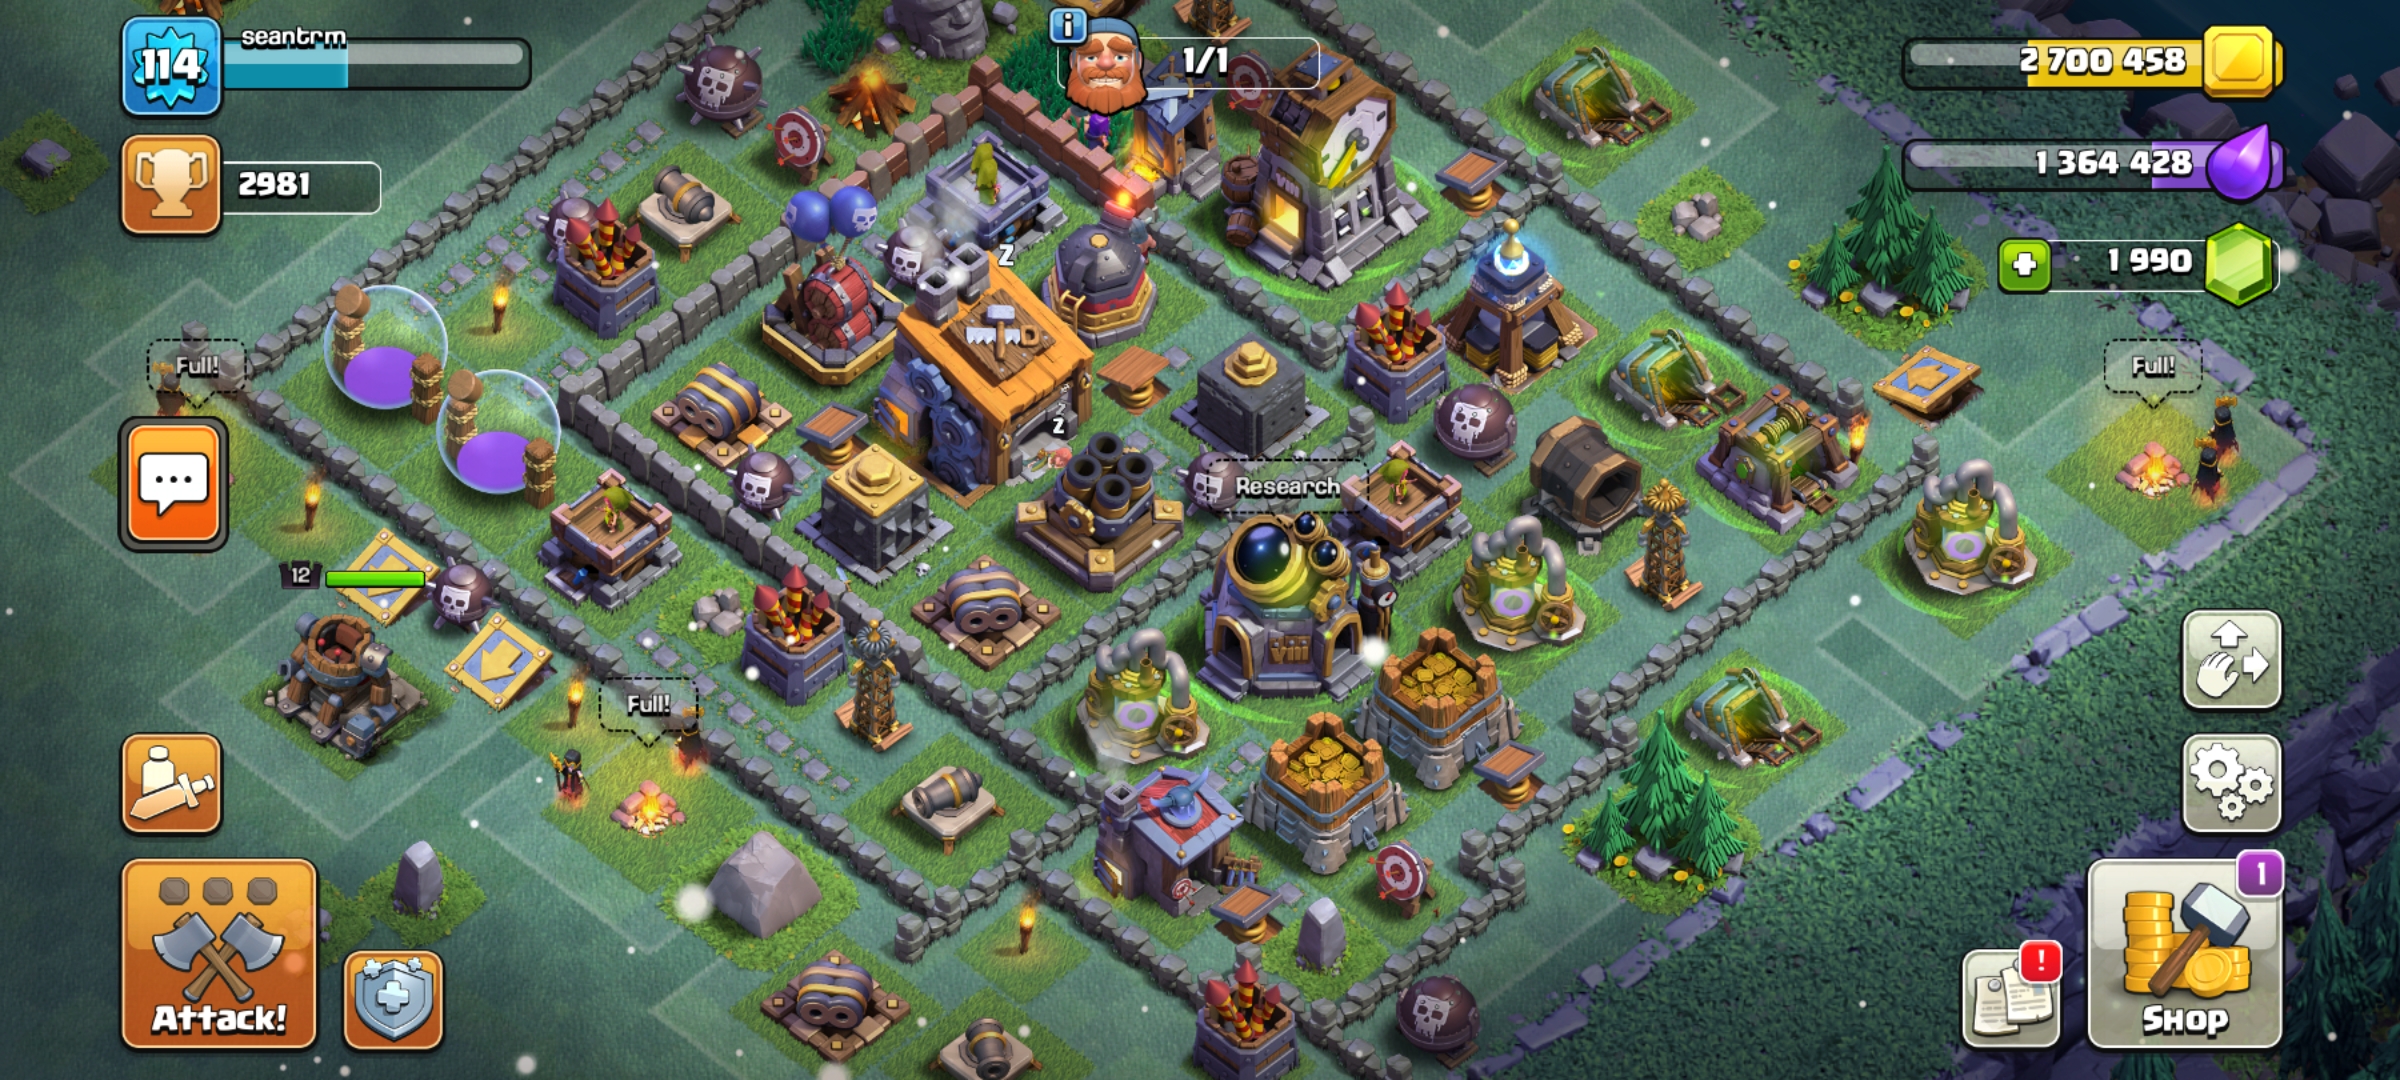 114
seantrm
i
1/1
2 700 458
2981
1 364 428
1 990
Z
Full!
Full!
z
z
Research
12
VIII
Full!
Attack!
1
!
Shop